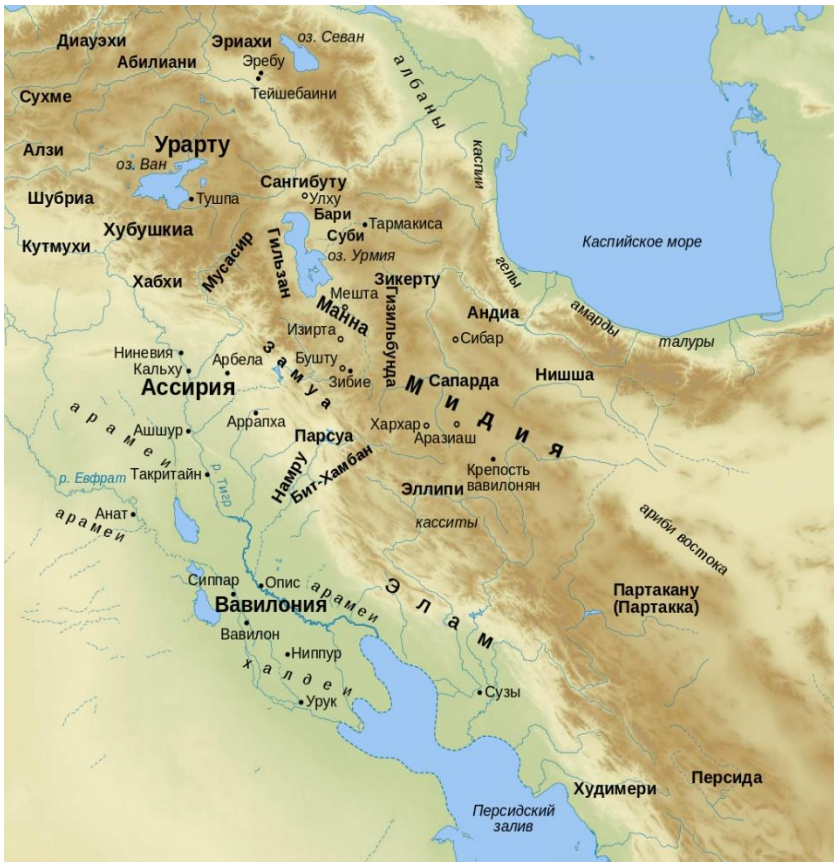 Диауэхи
Эриахи
оз. Севан
Абилиани
Эребу
Тейшебаини
албаны
Сухме
Алзи
Урарту
оз. Ван
каспии
Шубриа
Тушпа
Сангибуту
Улху
Бари
Тармакиса
Хубушкиа
Суби
Кутмухи
Мусасир
Гильзан
оз. Урмия
Каспийское море
Хабхи
Зикерту
гелы
Мешта
Гизильбунда
Андиа
амарды
Манна
Изирта
Сибар
талуры
Ниневия
Арбела
Замуа
Бушту
Кальху
Зибие
Мидия
Сапарда
Нишша
Ассирия
арамеи
Аррапха
Хархар
Аразиаш
Ашшур
Парсуа
Намру
Бит-Хамбан
Крепость
вавилонян
р. Евфрат
Такритайн
р. Тигр
Эллипи
Анат
арамеи
касситы
ариби востока
Сиппар
Опис
арамеи
Элам
Партакану
(Партакка)
Вавилония
Вавилон
Ниппур
халдеи
Урук
Сузы
Персида
Худимери
Персидский
залив